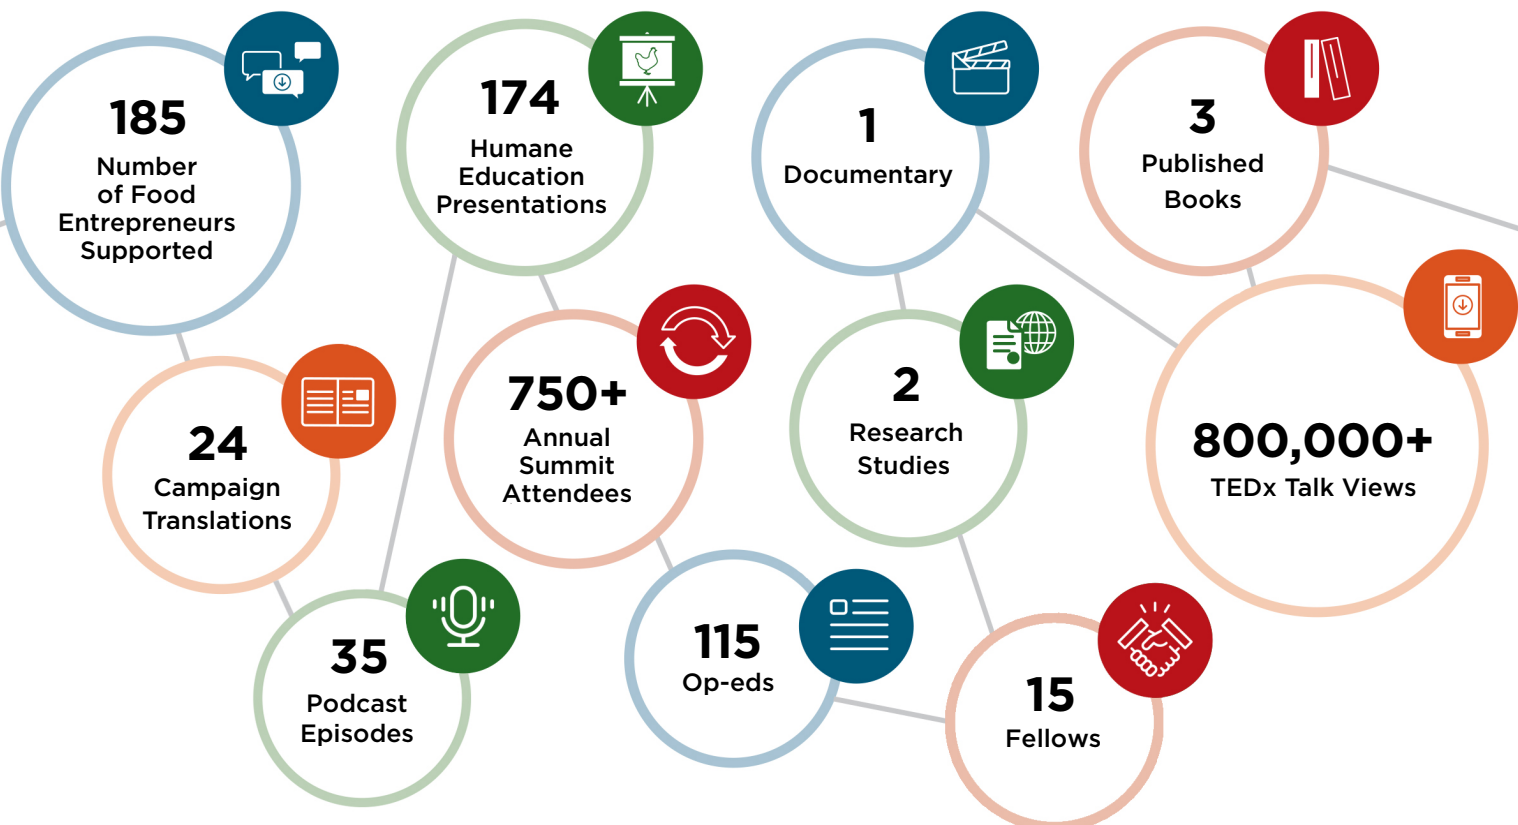 185
Number
of Food
Entrepreneurs
Supported
174
Humane
Education
Presentations
1
Documentary
3
Published
Books
24
Campaign
Translations
750+
Annual
Summit
Attendees
2
Research
Studies
800,000+
TEDx Talk Views
35
Podcast
Episodes
115
Op-eds
15
Fellows